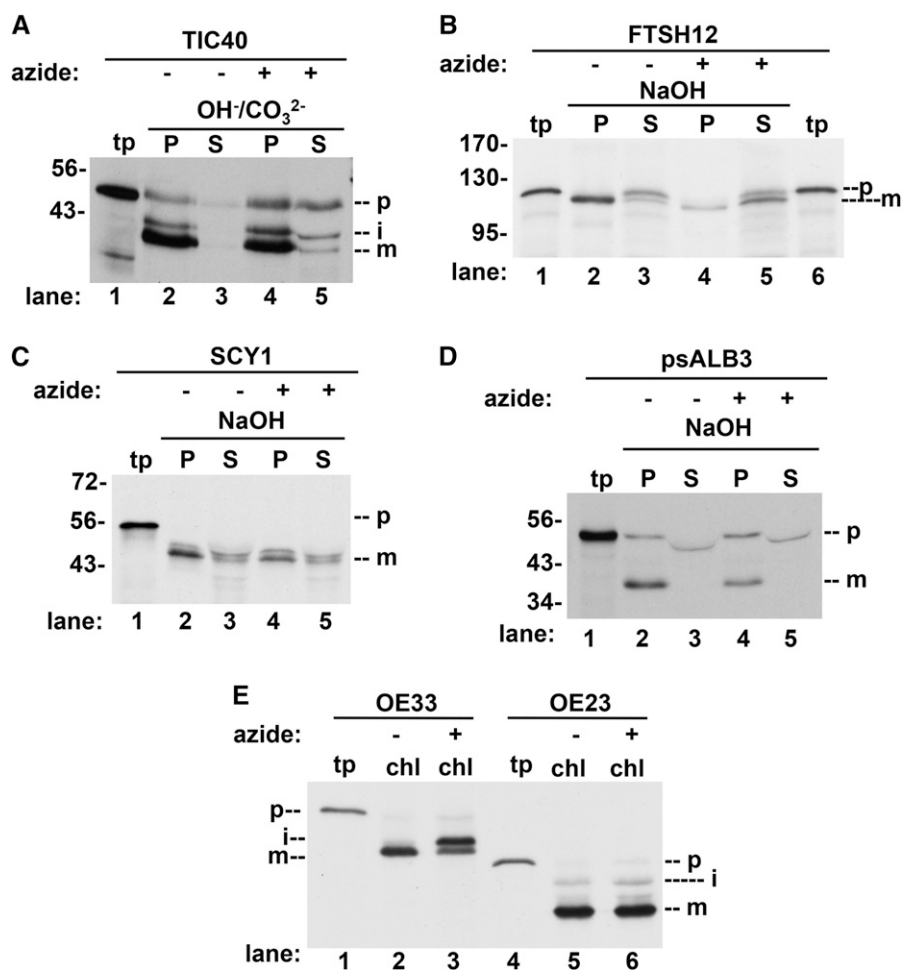 A
TIC40
azide: - - + +
OH⁻/CO₃²⁻
tp P S P S
56-
43-
-- p
-- i
-- m
lane: 1 2 3 4 5
B
FTSH12
azide: - - + +
NaOH
tp P S P S tp
170-
130-
95-
--p
-----m
lane: 1 2 3 4 5 6
C
SCY1
azide: - - + +
NaOH
tp P S P S
72-
56-
43-
-- p
-- m
lane: 1 2 3 4 5
D
psALB3
azide: - - + +
NaOH
tp P S P S
56-
43-
34-
-- p
-- m
lane: 1 2 3 4 5
E
OE33 OE23
azide: - + - +
tp chl chl tp chl chl
p--
i--
m--
-- p
----- i
-- m
lane: 1 2 3 4 5 6